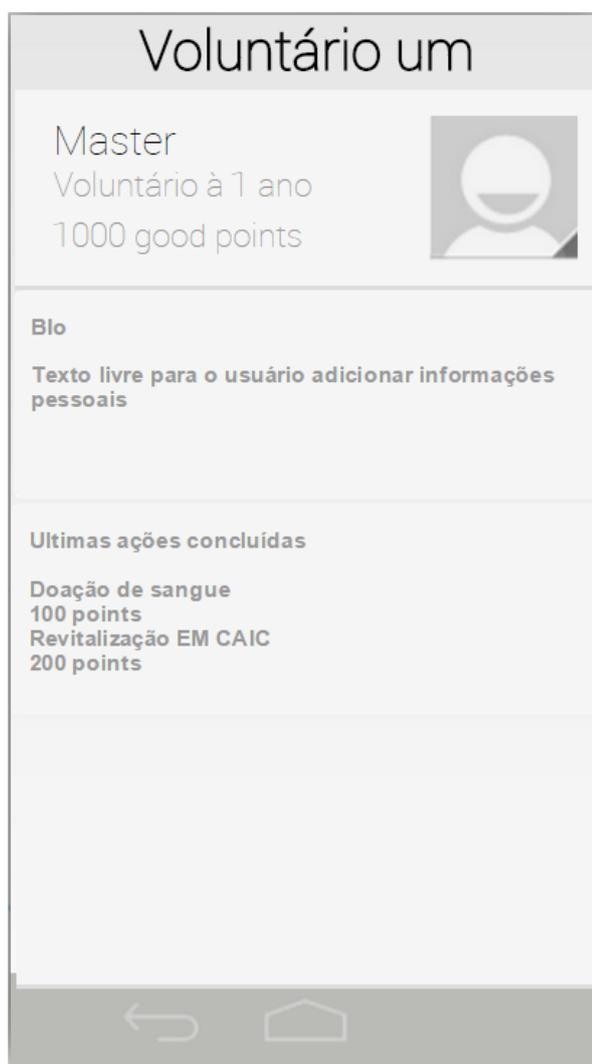 Voluntário um
Master
Voluntário à 1 ano
1000 good points
BIo
Texto livre para o usuário adicionar informações
pessoais
Ultimas ações concluídas
Doação de sangue
100 points
Revitalização EM CAIC
200 points